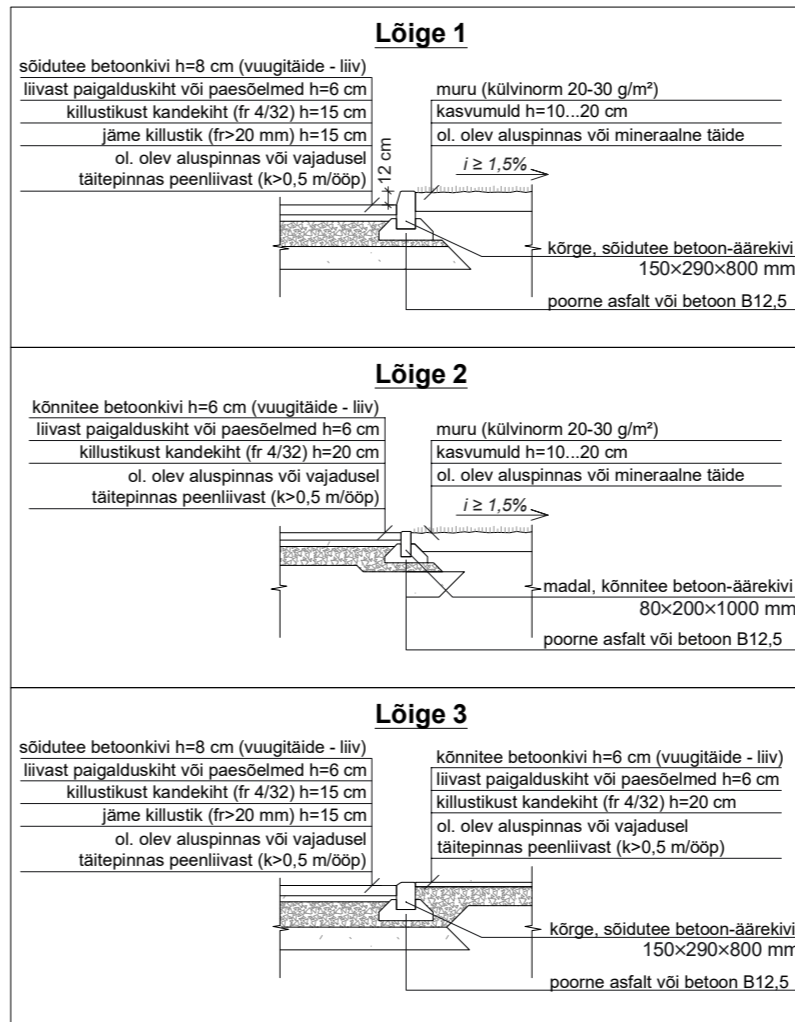 Lõige 1
sõidutee betoonkivi h=8 cm (vuugitäide - liiv)
liivast paigalduskiht või paesõelmed h=6 cm
killustikust kandekiht (fr 4/32) h=15 cm
jäme killustik (fr>20 mm) h=15 cm
ol. olev aluspinnas või vajadusel
täitepinnas peenliivast (k>0,5 m/ööp)
12 cm
muru (külvinorm 20-30 g/m²)
kasvumuld h=10...20 cm
ol. olev aluspinnas või mineraalne täide
i ≥ 1,5%
kõrge, sõidutee betoon-äärekivi
150×290×800 mm
poorne asfalt või betoon B12,5
Lõige 2
kõnnitee betoonkivi h=6 cm (vuugitäide - liiv)
liivast paigalduskiht või paesõelmed h=6 cm
killustikust kandekiht (fr 4/32) h=20 cm
ol. olev aluspinnas või vajadusel
täitepinnas peenliivast (k>0,5 m/ööp)
muru (külvinorm 20-30 g/m²)
kasvumuld h=10...20 cm
ol. olev aluspinnas või mineraalne täide
i ≥ 1,5%
madal, kõnnitee betoon-äärekivi
80×200×1000 mm
poorne asfalt või betoon B12,5
Lõige 3
sõidutee betoonkivi h=8 cm (vuugitäide - liiv)
liivast paigalduskiht või paesõelmed h=6 cm
killustikust kandekiht (fr 4/32) h=15 cm
jäme killustik (fr>20 mm) h=15 cm
ol. olev aluspinnas või vajadusel
täitepinnas peenliivast (k>0,5 m/ööp)
kõnnitee betoonkivi h=6 cm (vuugitäide - liiv)
liivast paigalduskiht või paesõelmed h=6 cm
killustikust kandekiht (fr 4/32) h=20 cm
ol. olev aluspinnas või vajadusel
täitepinnas peenliivast (k>0,5 m/ööp)
kõrge, sõidutee betoon-äärekivi
150×290×800 mm
poorne asfalt või betoon B12,5